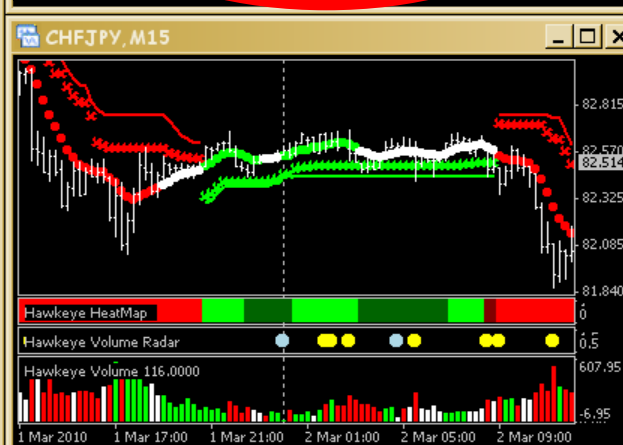 CHFJPY,M15
82.815
82.570
82.514
82.325
82.085
81.840
Hawkeye HeatMap
0
Hawkeye Volume Radar
0.5
Hawkeye Volume 116.0000
607.95
-6.95
1 Mar 2010 1 Mar 17:00 1 Mar 21:00 2 Mar 01:00 2 Mar 05:00 2 Mar 09:00